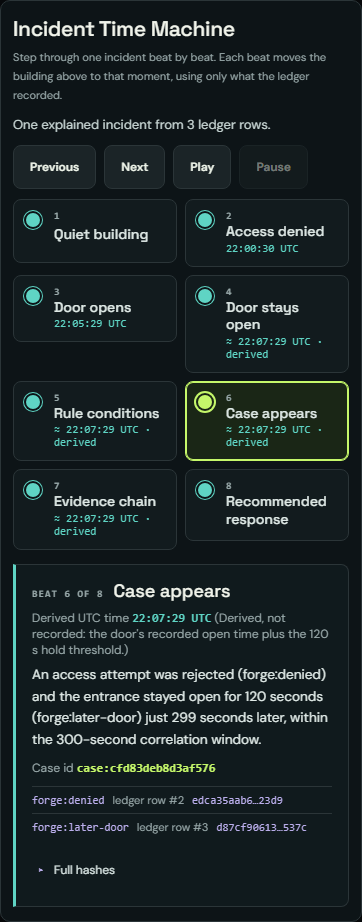 Incident Time Machine
Step through one incident beat by beat. Each beat moves the
building above to that moment, using only what the ledger
recorded.
One explained incident from 3 ledger rows.
Previous
Next
Play
Pause
1
Quiet building
2
Access denied
22:00:30 UTC
3
Door opens
22:05:29 UTC
4
Door stays
open
≈ 22:07:29 UTC ·
derived
5
Rule conditions
≈ 22:07:29 UTC ·
derived
6
Case appears
≈ 22:07:29 UTC ·
derived
7
Evidence chain
≈ 22:07:29 UTC ·
derived
8
Recommended
response
BEAT 6 OF 8 Case appears
Derived UTC time 22:07:29 UTC (Derived, not
recorded: the door's recorded open time plus the 120
s hold threshold.)
An access attempt was rejected (forge:denied)
and the entrance stayed open for 120 seconds
(forge:later-door) just 299 seconds later, within
the 300-second correlation window.
Case id case:cfd83deb8d3af576
forge:denied ledger row #2 edca35aab6…23d9
forge:later-door ledger row #3 d87cf90613…537c
▸ Full hashes